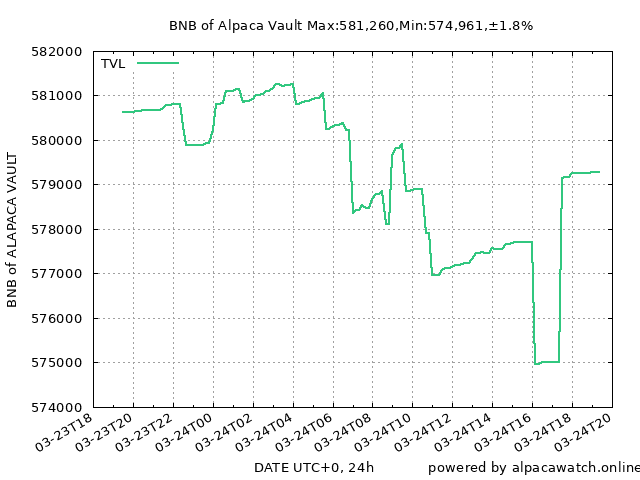 BNB of Alpaca Vault Max:581,260,Min:574,961,±1.8%
TVL
582000
581000
580000
579000
578000
577000
576000
575000
574000
BNB of ALAPACA VAULT
03-23T18
03-23T20
03-23T22
03-24T00
03-24T02
03-24T04
03-24T06
03-24T08
03-24T10
03-24T12
03-24T14
03-24T16
03-24T18
03-24T20
DATE UTC+0, 24h
powered by alpacawatch.online